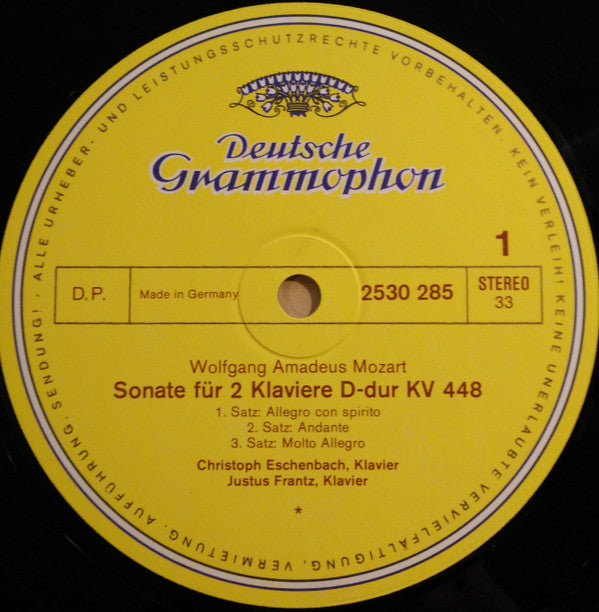 ALLE URHEBER- UND LEISTUNGSSCHUTZRECHTE VORBEHALTEN. KEIN VERLEIH! KEINE UNERLAUBTE VERVIELFÄLTIGUNG, VERMIETUNG, AUFFÜHRUNG, SENDUNG! ·
Deutsche
Grammophon
1
D.P.
Made in Germany
2530 285
STEREO
33
Wolfgang Amadeus Mozart
Sonate für 2 Klaviere D-dur KV 448
1. Satz: Allegro con spirito
2. Satz: Andante
3. Satz: Molto Allegro
Christoph Eschenbach, Klavier
Justus Frantz, Klavier
*